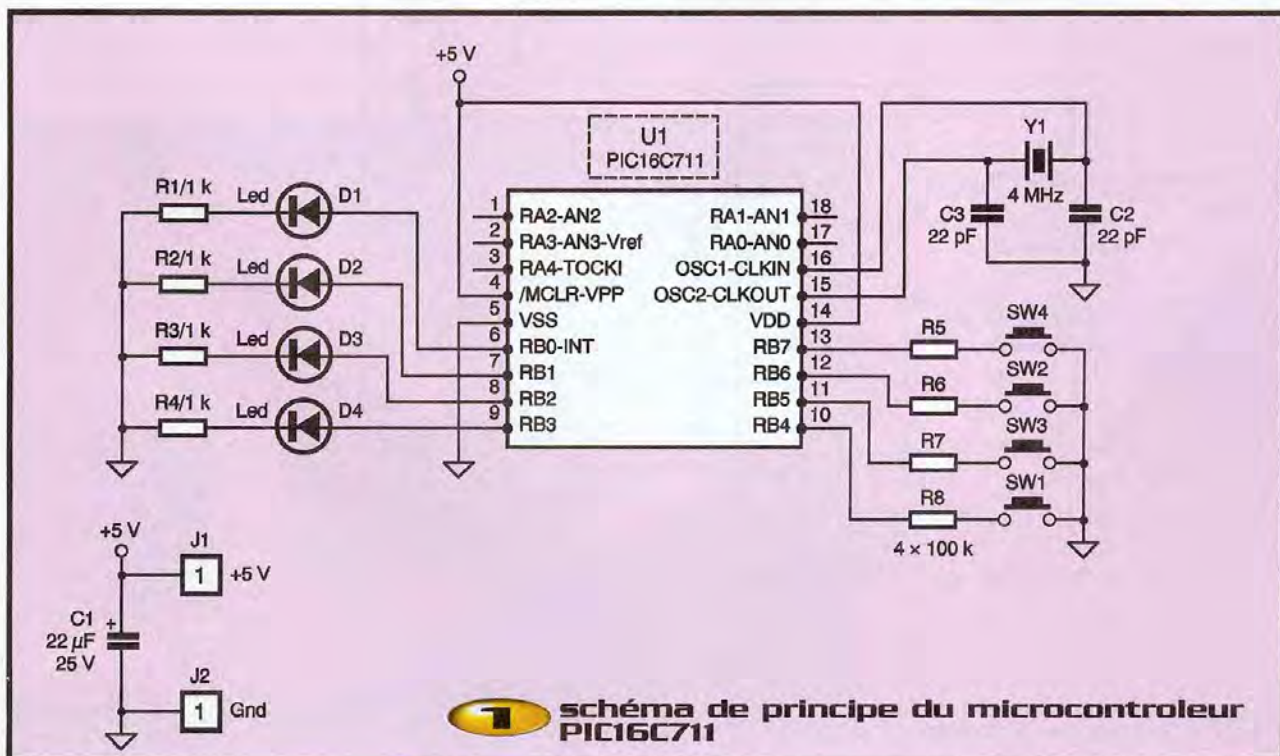 +5 V
U1
PIC16C711
Y1
4 MHz
C3
22 pF
C2
22 pF
R1/1 k
Led
D1
R2/1 k
Led
D2
R3/1 k
Led
D3
R4/1 k
Led
D4
1
RA2-AN2
RA1-AN1
18
2
RA3-AN3-Vref
RA0-AN0
17
3
RA4-TOCKI
OSC1-CLKIN
16
4
/MCLR-VPP
OSC2-CLKOUT
15
5
VSS
VDD
14
6
RB0-INT
RB7
13
7
RB1
RB6
12
8
RB2
RB5
11
9
RB3
RB4
10
R5
SW4
R6
SW2
R7
SW3
R8
SW1
4 × 100 k
+5 V
J1
1
+5 V
C1
+
22 µF
25 V
J2
1
Gnd
1
schéma de principe du microcontroleur
PIC16C711